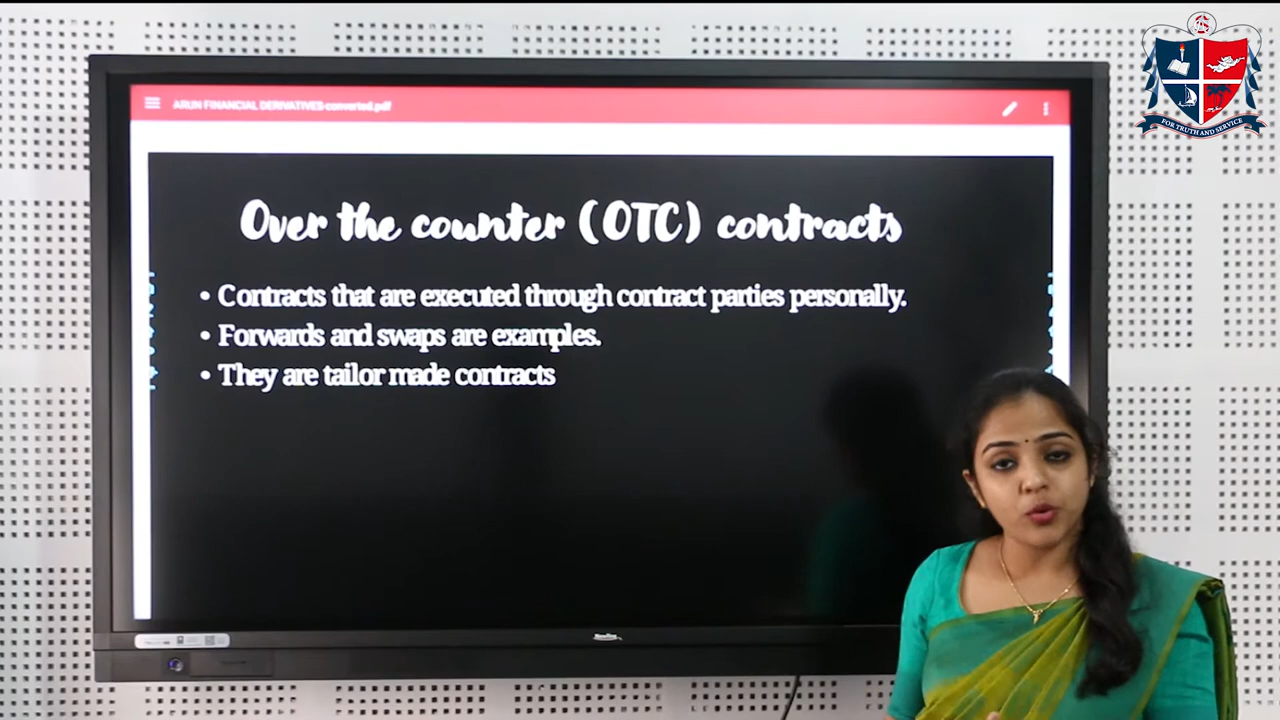 ARUN FINANCIAL DERIVATIVES-converted.pdf
Over the counter (OTC) contracts
• Contracts that are executed through contract parties personally.
• Forwards and swaps are examples.
• They are tailor made contracts
FOR TRUTH AND SERVICE